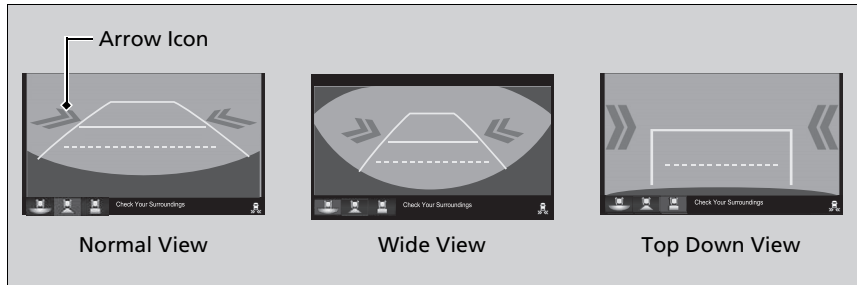 Arrow Icon
Check Your Surroundings
Check Your Surroundings
Check Your Surroundings
Normal View
Wide View
Top Down View